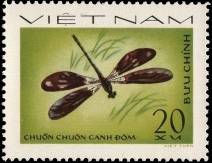 VIỆT NAM
BƯU CHÍNH
CHUỒN CHUỒN CÁNH ĐỐM
20
XU